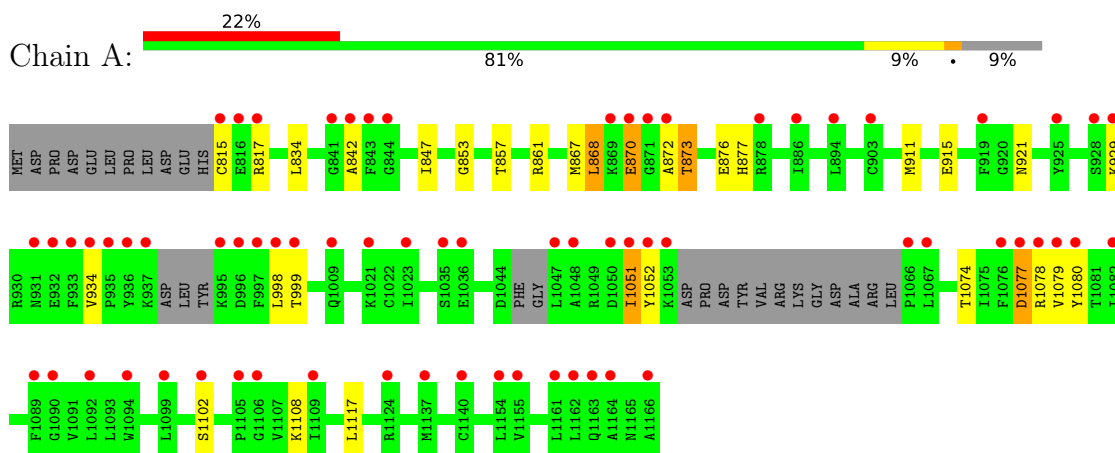 22%
Chain A:
81% 9% • 9%
MET ASP PRO ASP GLU LEU PRO LEU ASP GLU HIS C815 E816 R817 L834 G841 A842 F843 G844 I847 G853 T857 R861 M867 L868 K869 E870 G871 A872 T873 E876 H877 R878 I886 L894 C903 M911 E915 F919 G920 N921 Y925 S928 K929
R930 N931 E932 F933 V934 P935 Y936 K937 ASP LEU TYR K995 D996 F997 L998 T999 Q1009 K1021 G1022 I1023 S1035 E1036 D1044 PHE GLY L1047 A1048 R1049 D1050 I1051 Y1052 K1053 ASP PRO ASP TYR VAL ARG LYS GLY ASP ALA ARG LEU P1066 L1067 T1074 I1075 F1076 D1077 R1078 V1079 Y1080 T1081 I1082
F1089 G1090 V1091 L1092 L1093 W1094 L1099 S1102 P1105 G1106 V1107 K1108 I1109 L1117 R1124 M1137 C1140 L1154 V1155 L1161 L1162 Q1163 A1164 N1165 A1166